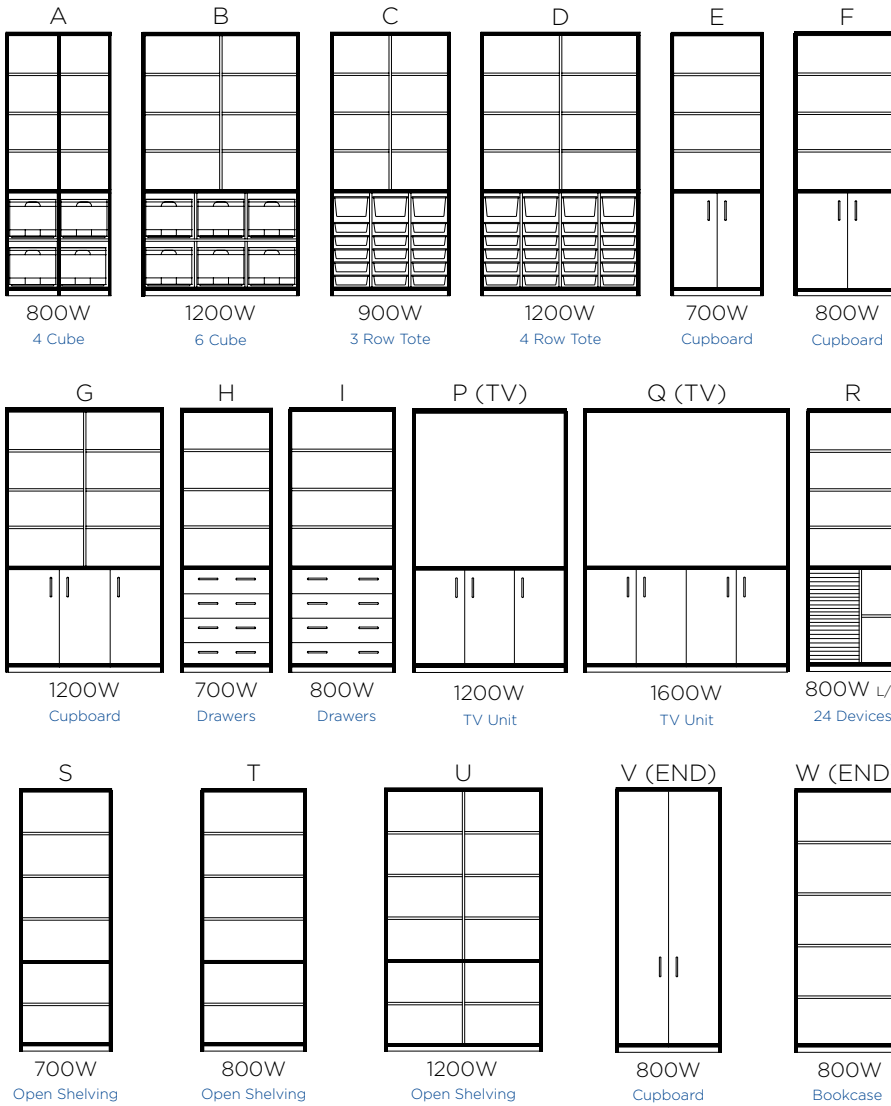 A B C D E F
800W 1200W 900W 1200W 700W 800W
4 Cube 6 Cube 3 Row Tote 4 Row Tote Cupboard Cupboard
G H I P (TV) Q (TV) R
1200W 700W 800W 1200W 1600W 800W L/
Cupboard Drawers Drawers TV Unit TV Unit 24 Devices
S T U V (END) W (END
700W 800W 1200W 800W 800W
Open Shelving Open Shelving Open Shelving Cupboard Bookcase